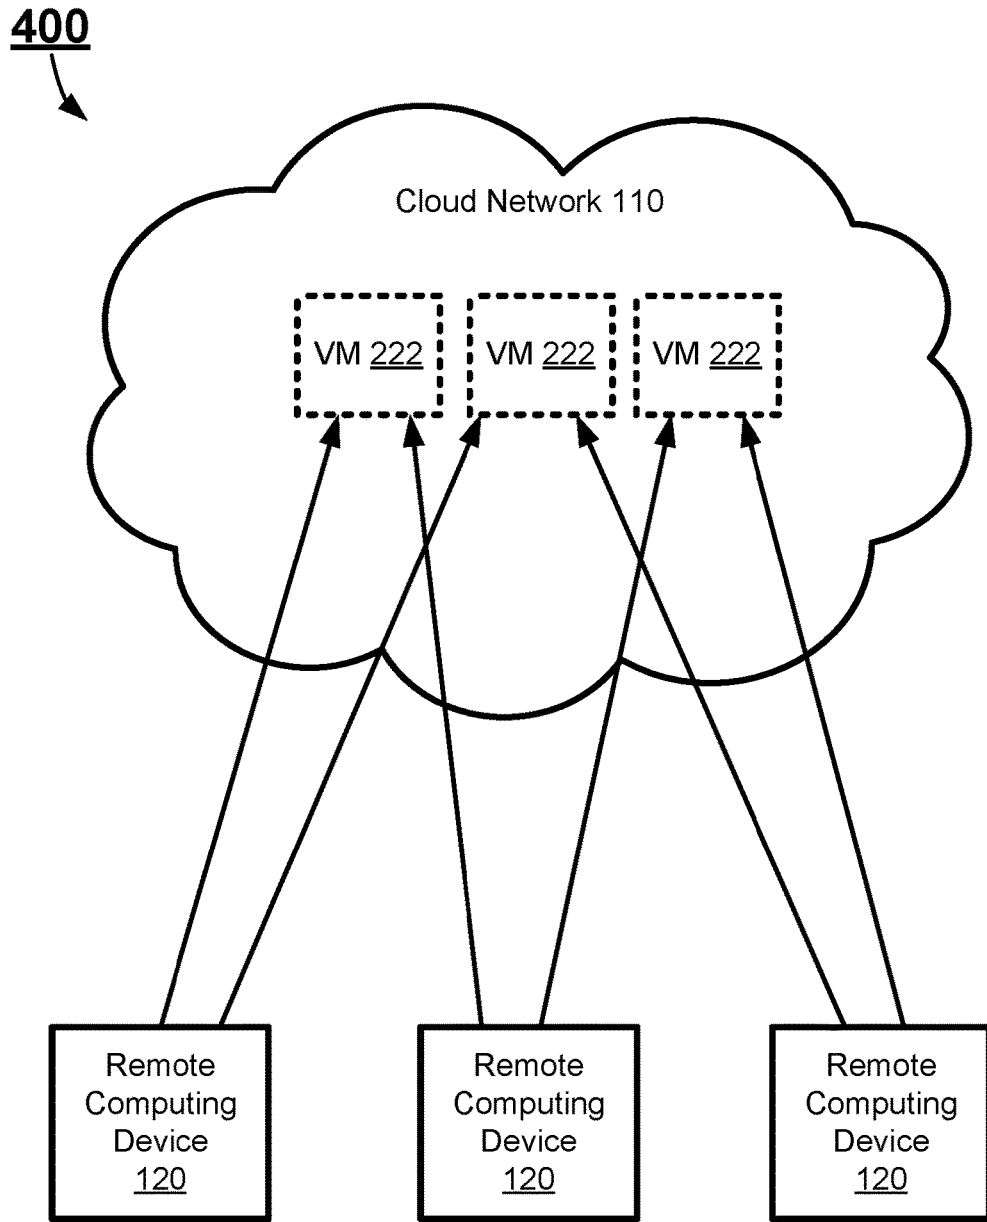 400
Cloud Network 110
VM 222
VM 222
VM 222
Remote
Computing
Device
120
Remote
Computing
Device
120
Remote
Computing
Device
120